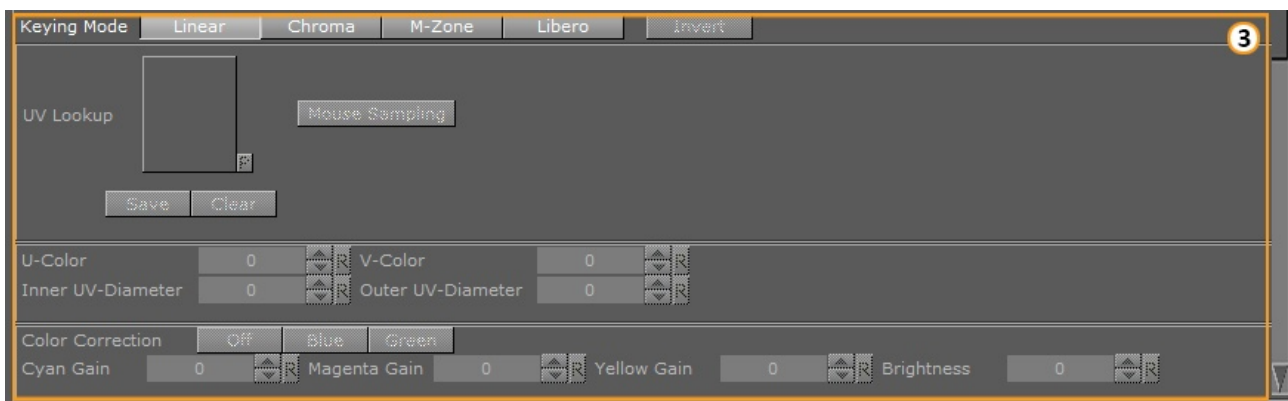 Keying Mode Linear Chroma M-Zone Libero Invert
3
UV Lookup Mouse Sampling
P
Save Clear
U-Color 0 R V-Color 0 R
Inner UV-Diameter 0 R Outer UV-Diameter 0 R
Color Correction Off Blue Green
Cyan Gain 0 R Magenta Gain 0 R Yellow Gain 0 R Brightness 0 R